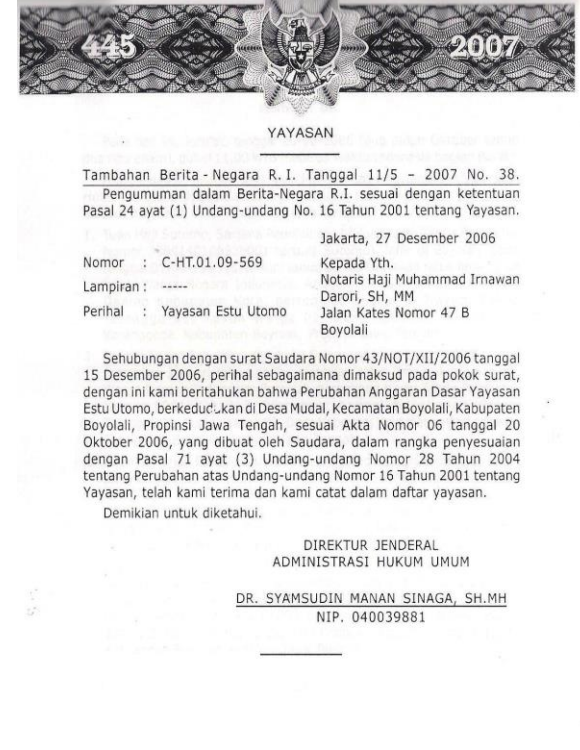 445 2007
YAYASAN
Tambahan Berita - Negara R. I. Tanggal 11/5 – 2007 No. 38.
Pengumuman dalam Berita-Negara R.I. sesuai dengan ketentuan
Pasal 24 ayat (1) Undang-undang No. 16 Tahun 2001 tentang Yayasan.
Jakarta, 27 Desember 2006
Nomor : C-HT.01.09-569
Lampiran : -----
Perihal : Yayasan Estu Utomo
Kepada Yth.
Notaris Haji Muhammad Irnawan
Darori, SH, MM
Jalan Kates Nomor 47 B
Boyolali
Sehubungan dengan surat Saudara Nomor 43/NOT/XII/2006 tanggal
15 Desember 2006, perihal sebagaimana dimaksud pada pokok surat,
dengan ini kami beritahukan bahwa Perubahan Anggaran Dasar Yayasan
Estu Utomo, berkedudukan di Desa Mudal, Kecamatan Boyolali, Kabupaten
Boyolali, Propinsi Jawa Tengah, sesuai Akta Nomor 06 tanggal 20
Oktober 2006, yang dibuat oleh Saudara, dalam rangka penyesuaian
dengan Pasal 71 ayat (3) Undang-undang Nomor 28 Tahun 2004
tentang Perubahan atas Undang-undang Nomor 16 Tahun 2001 tentang
Yayasan, telah kami terima dan kami catat dalam daftar yayasan.
Demikian untuk diketahui.
DIREKTUR JENDERAL
ADMINISTRASI HUKUM UMUM
DR. SYAMSUDIN MANAN SINAGA, SH.MH
NIP. 040039881